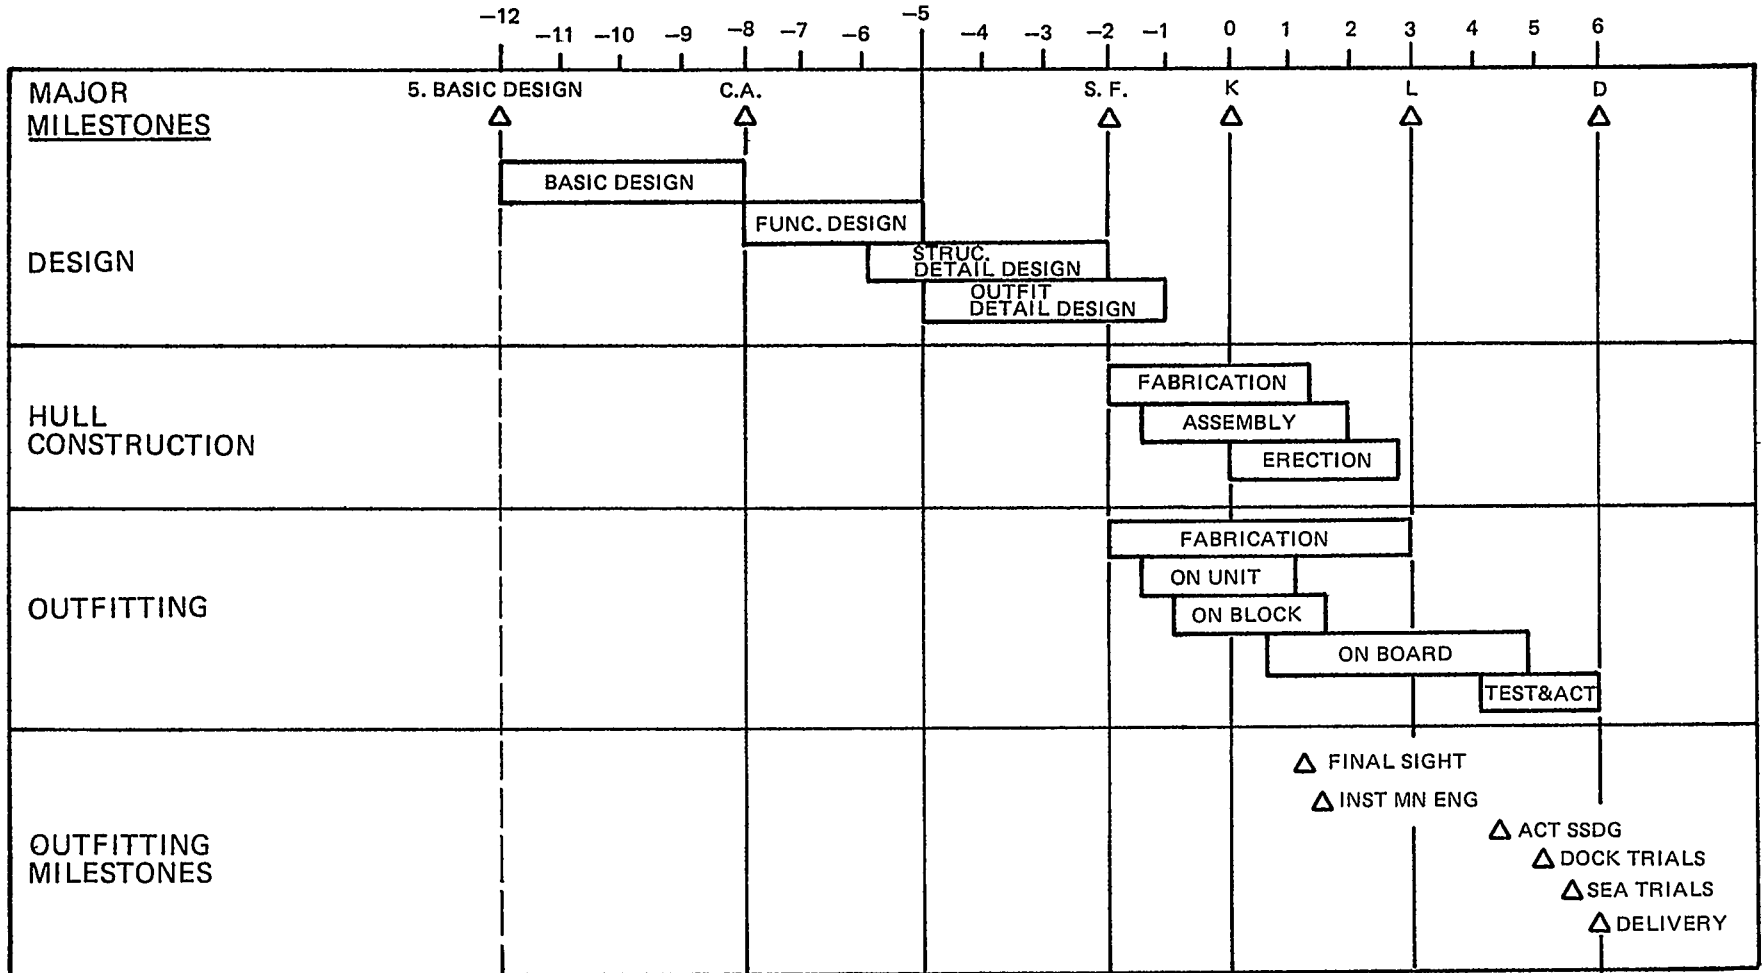 −12
−11
−10
−9
−8
−7
−6
−5
−4
−3
−2
−1
0
1
2
3
4
5
6
MAJOR
MILESTONES
5. BASIC DESIGN
C.A.
S. F.
K
L
D
DESIGN
BASIC DESIGN
FUNC. DESIGN
STRUC.
DETAIL DESIGN
OUTFIT
DETAIL DESIGN
HULL
CONSTRUCTION
FABRICATION
ASSEMBLY
ERECTION
OUTFITTING
FABRICATION
ON UNIT
ON BLOCK
ON BOARD
TEST&ACT
OUTFITTING
MILESTONES
FINAL SIGHT
INST MN ENG
ACT SSDG
DOCK TRIALS
SEA TRIALS
DELIVERY